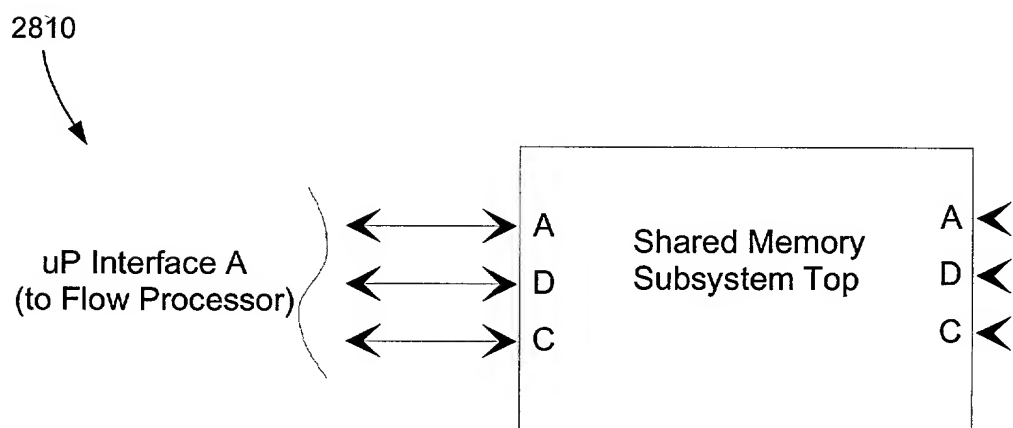 2810
uP Interface A
(to Flow Processor)
A
D
C
Shared Memory
Subsystem Top
A
D
C